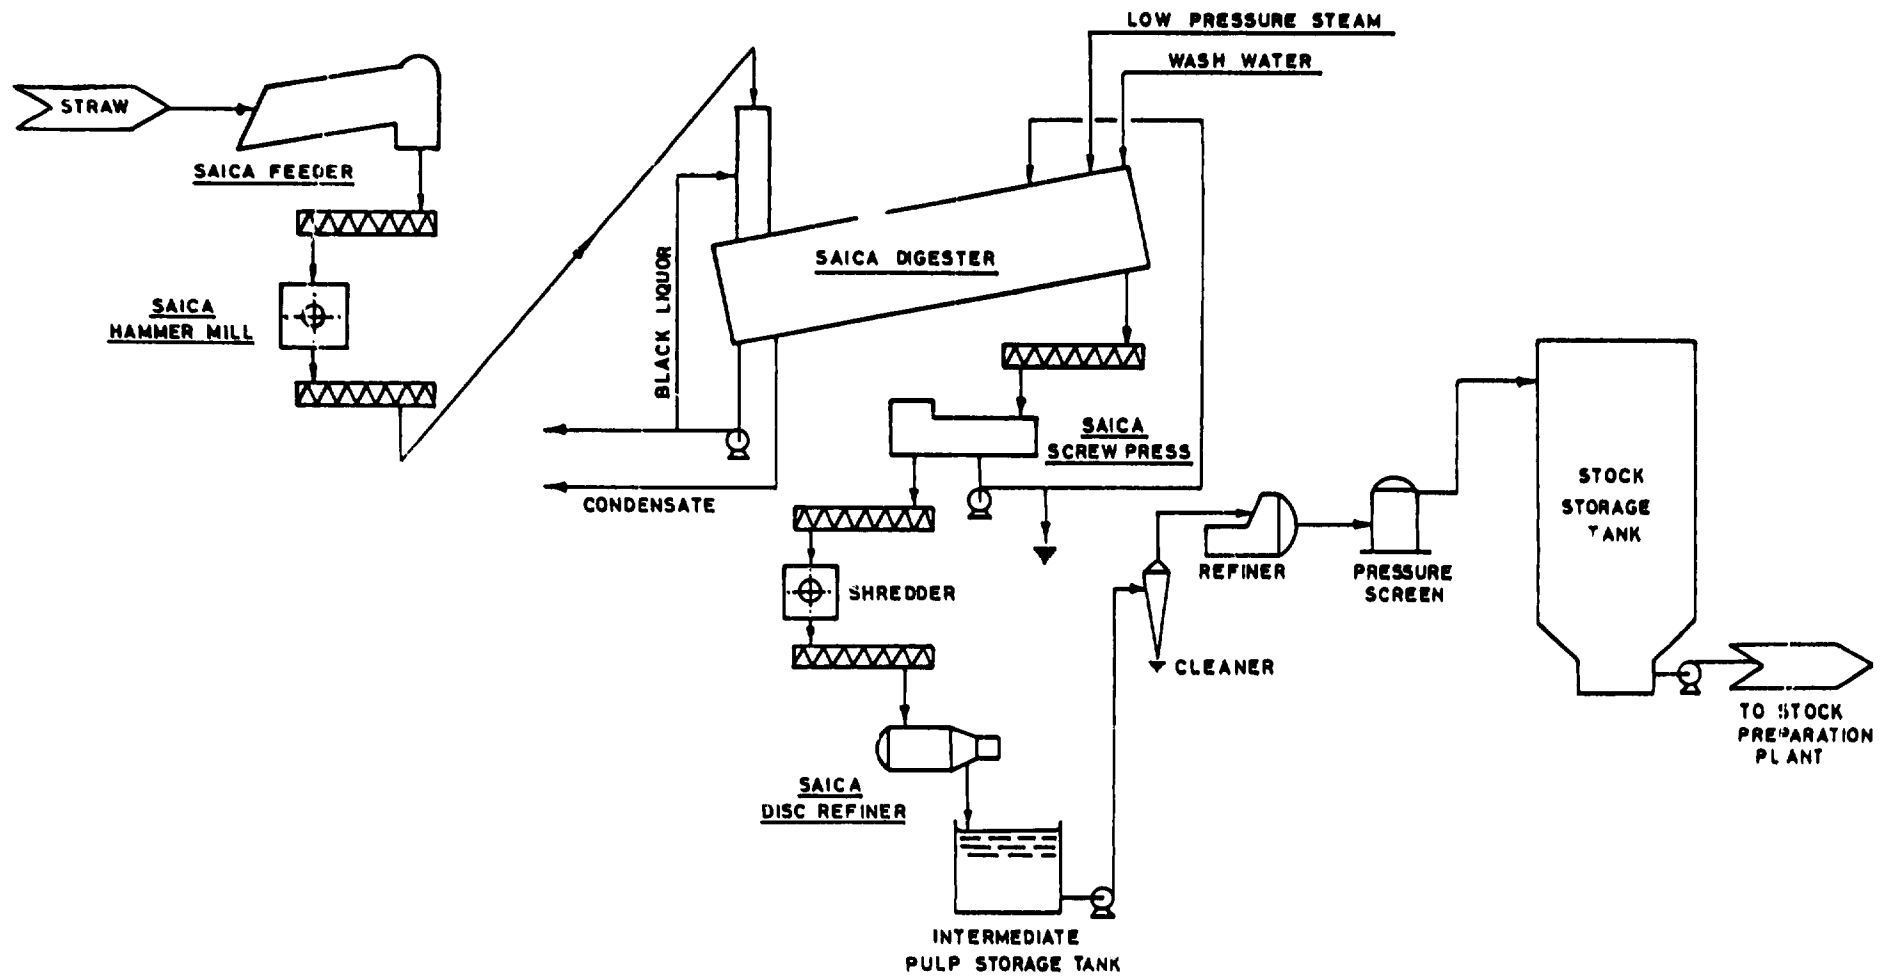 LOW PRESSURE STEAM
WASH WATER
STRAW
SAICA FEEDER
SAICA DIGESTER
BLACK LIQUOR
SAICA
HAMMER MILL
SAICA
SCREW PRESS
CONDENSATE
STOCK
STORAGE
TANK
REFINER
PRESSURE
SCREEN
SHREDDER
CLEANER
TO STOCK
PREPARATION
PLANT
SAICA
DISC REFINER
INTERMEDIATE
PULP STORAGE TANK